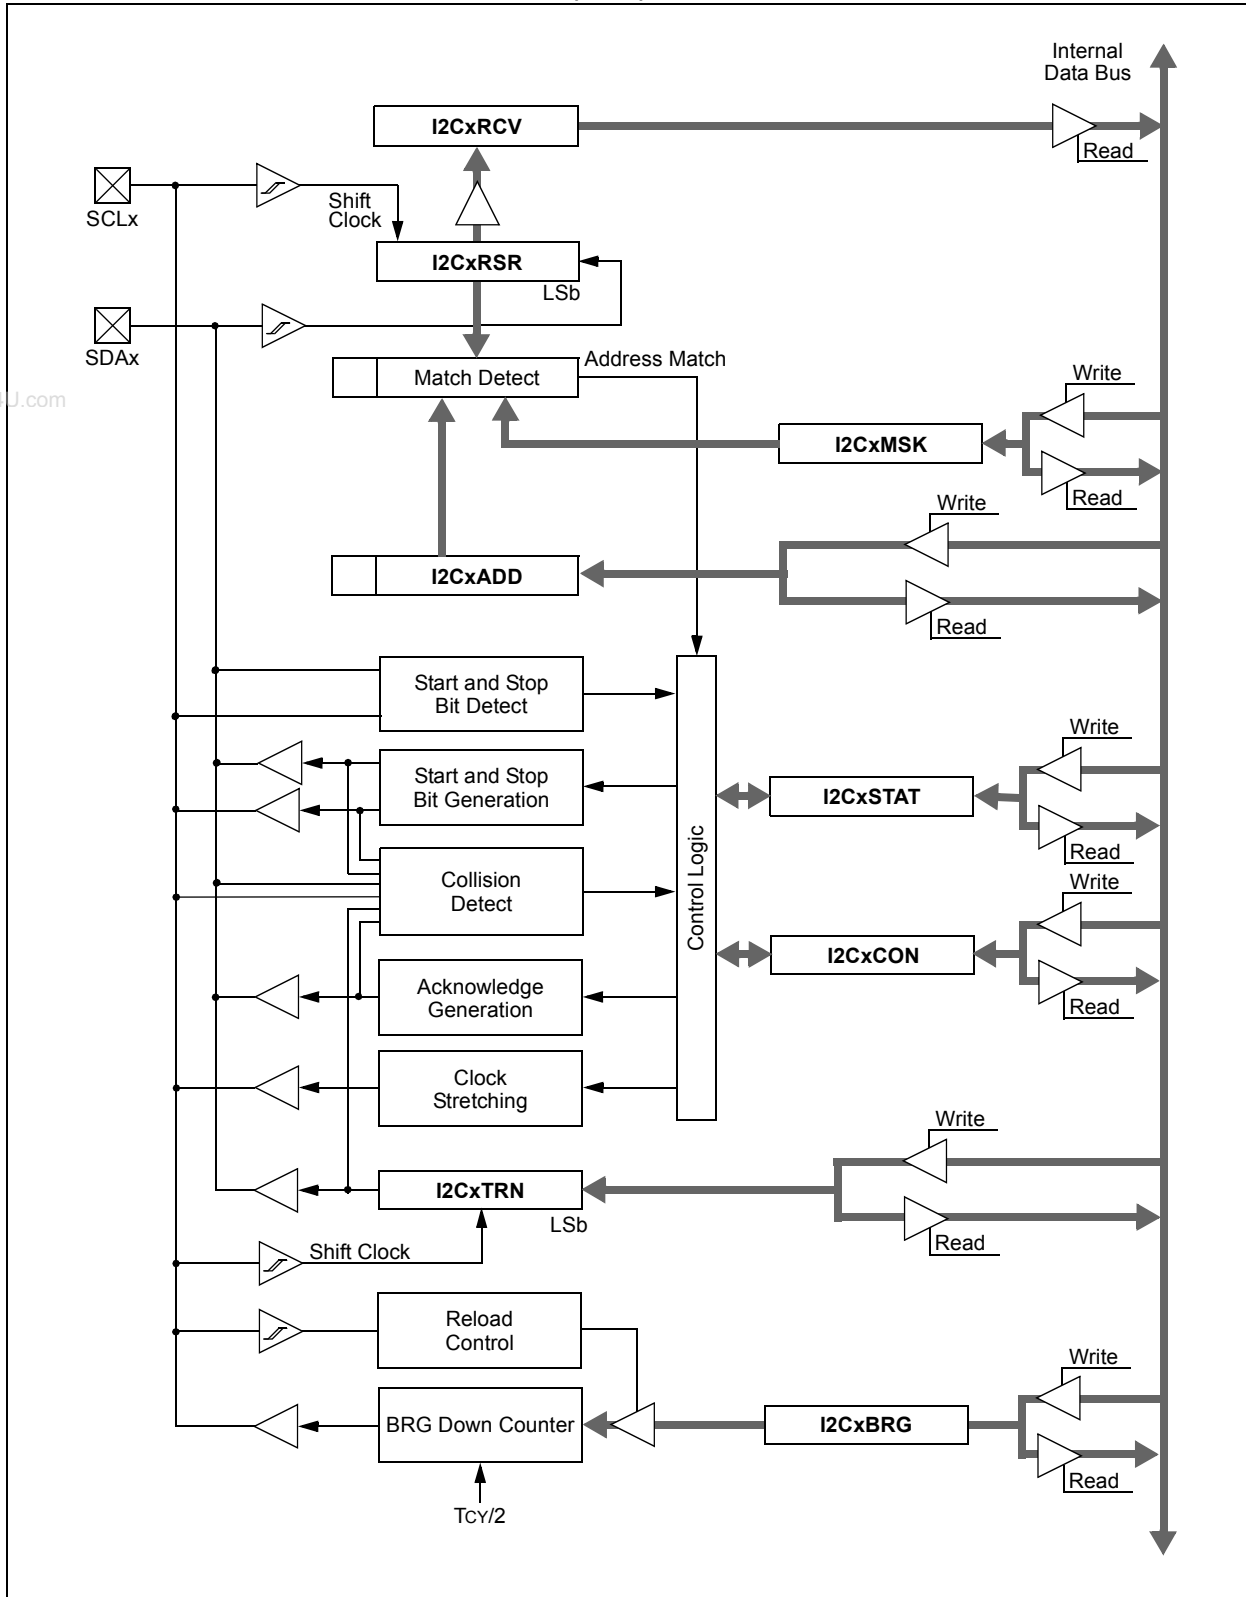 Internal
Data Bus
I2CxRCV
Read
SCLx
Shift
Clock
I2CxRSR
LSb
SDAx
Match Detect
Address Match
Write
U.com
I2CxMSK
Read
Write
I2CxADD
Read
Start and Stop
Bit Detect
Write
Start and Stop
Bit Generation
I2CxSTAT
Read
Control Logic
Collision
Detect
Write
I2CxCON
Read
Acknowledge
Generation
Clock
Stretching
Write
I2CxTRN
LSb
Read
Shift Clock
Reload
Control
Write
BRG Down Counter
I2CxBRG
Read
TCY/2